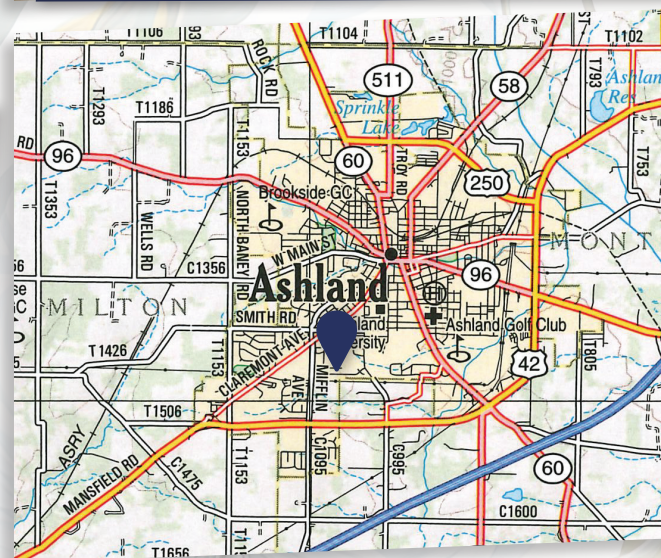 T1106
T1104
T1102
ROCK RD
511
58
T793
Ashland
Res
T1293
T1186
Sprinkle
Lake
T1153
TROY RD
T753
RD
96
60
250
T1353
Brookside GC
WELLS RD
NORTH BANEY RD
W MAIN ST
MONT
C1356
96
Ashland
MILTON
SMITH RD
Ashland Golf Club
T1426
T1153
CLAREMONT AVE
42
T805
MIFFLIN
AVE
T1506
ASRY
C1095
C396
MANSFIELD RD
C1475
T1153
60
C1600
T1656